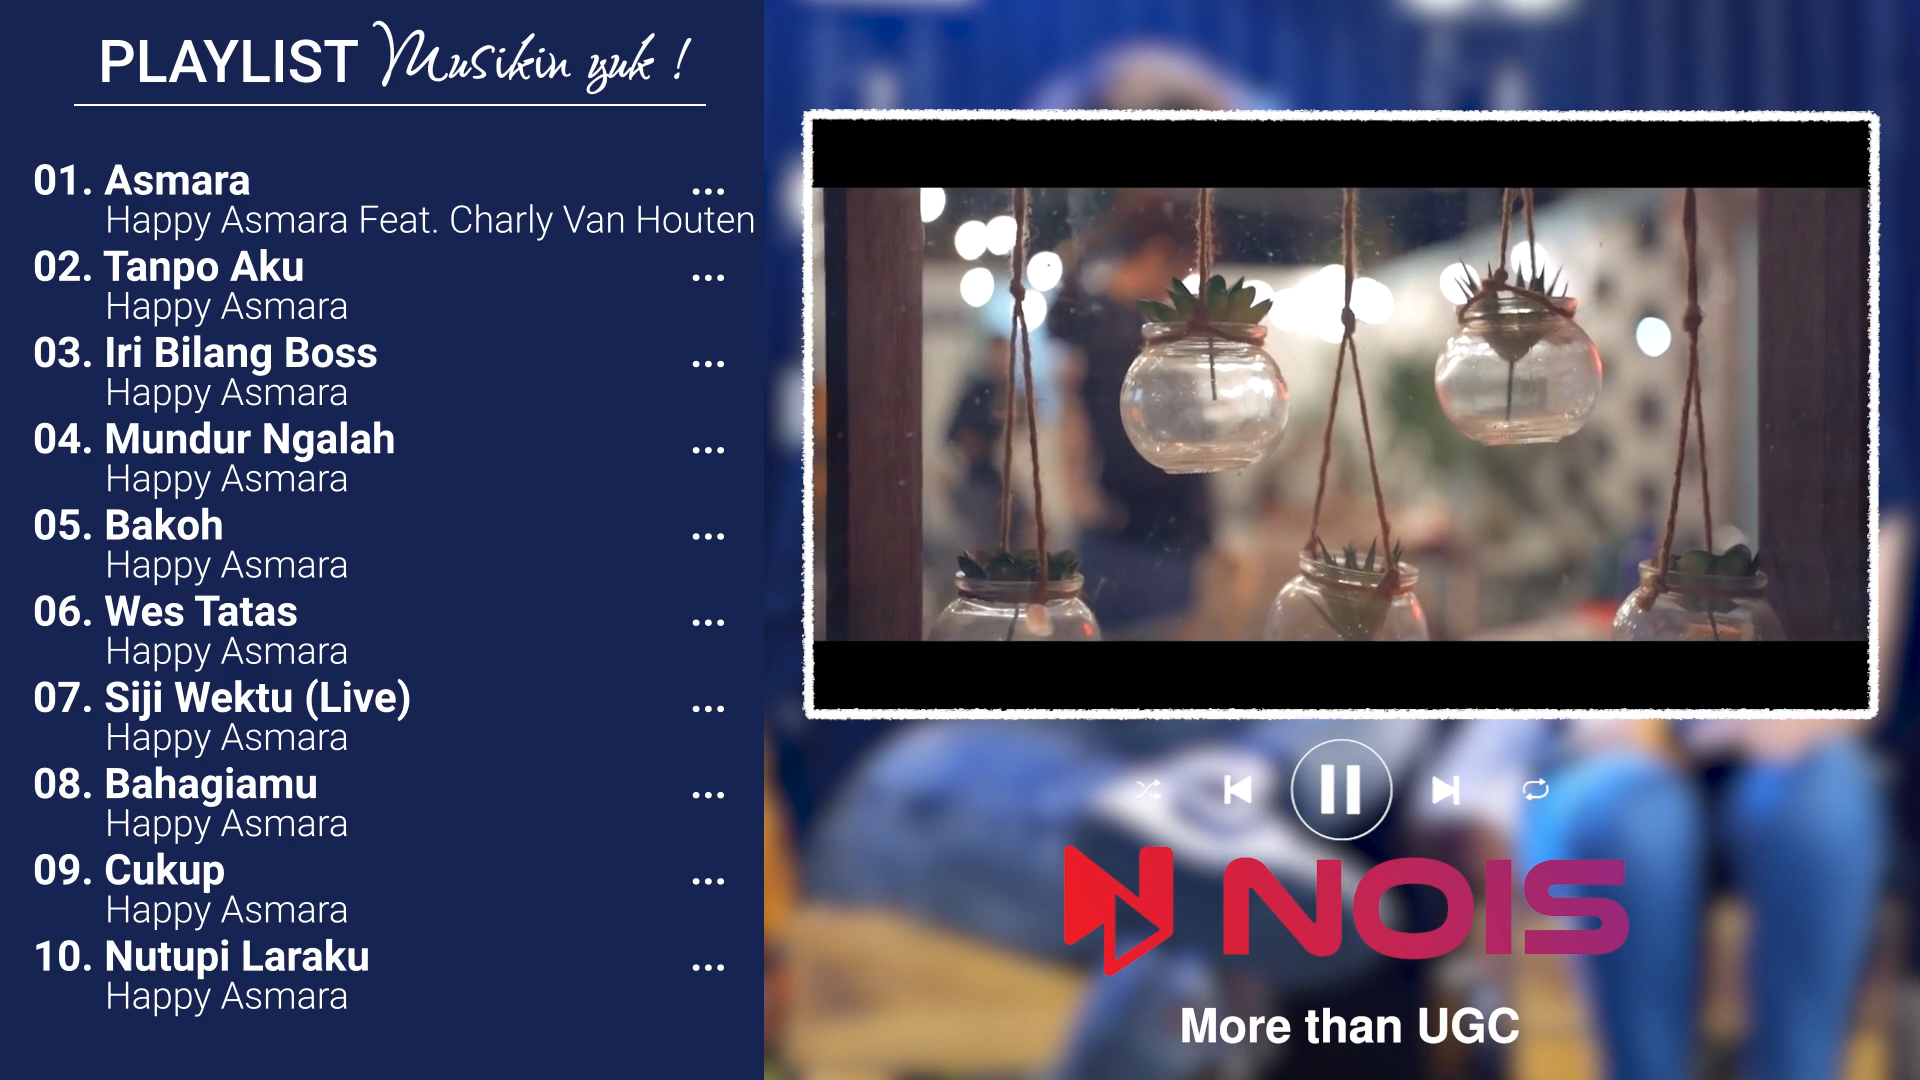 PLAYLIST Musikin yuk !
01. Asmara ...
Happy Asmara Feat. Charly Van Houten
02. Tanpo Aku ...
Happy Asmara
03. Iri Bilang Boss ...
Happy Asmara
04. Mundur Ngalah ...
Happy Asmara
05. Bakoh ...
Happy Asmara
06. Wes Tatas ...
Happy Asmara
07. Siji Wektu (Live) ...
Happy Asmara
08. Bahagiamu ...
Happy Asmara
09. Cukup ...
Happy Asmara
10. Nutupi Laraku ...
Happy Asmara
NOIS
More than UGC